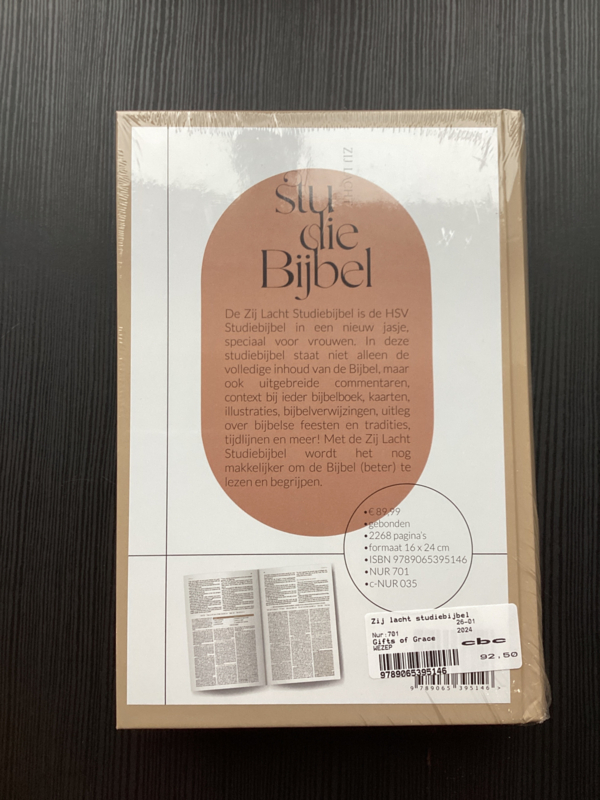 ZIJ LACHT
stu
die
Bijbel
De Zij Lacht Studiebijbel is de HSV
Studiebijbel in een nieuw jasje,
speciaal voor vrouwen. In deze
studiebijbel staat niet alleen de
volledige inhoud van de Bijbel, maar
ook uitgebreide commentaren,
context bij ieder bijbelboek, kaarten,
illustraties, bijbelverwijzingen, uitleg
over bijbelse feesten en tradities,
tijdlijnen en meer! Met de Zij Lacht
Studiebijbel wordt het nog
makkelijker om de Bijbel (beter) te
lezen en begrijpen.
•€ 89,99
•gebonden
•2268 pagina's
•formaat 16 x 24 cm
•ISBN 9789065395146
•NUR 701
•c-NUR 035
Zij lacht studiebijbel
26-01
Nur:701 2024
Gifts of Grace cbc
WEZEP
92.50
9789065395146
9 789065 395146 >